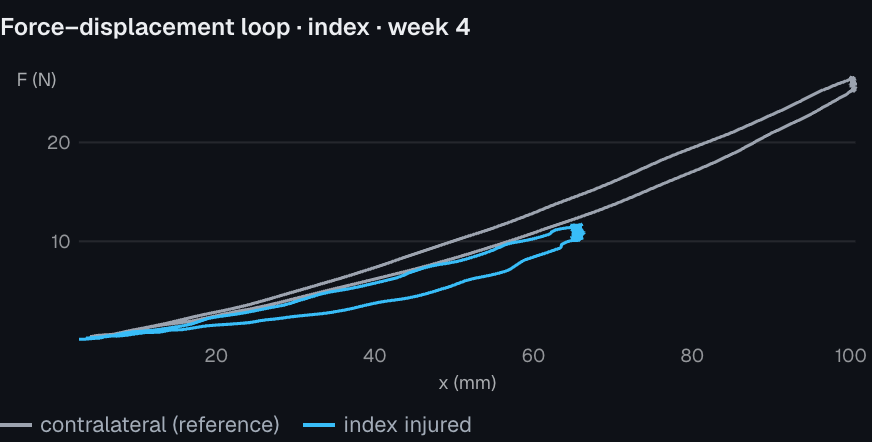 Force–displacement loop · index · week 4
F (N)
20
10
20 40 60 80 100
x (mm)
contralateral (reference) index injured